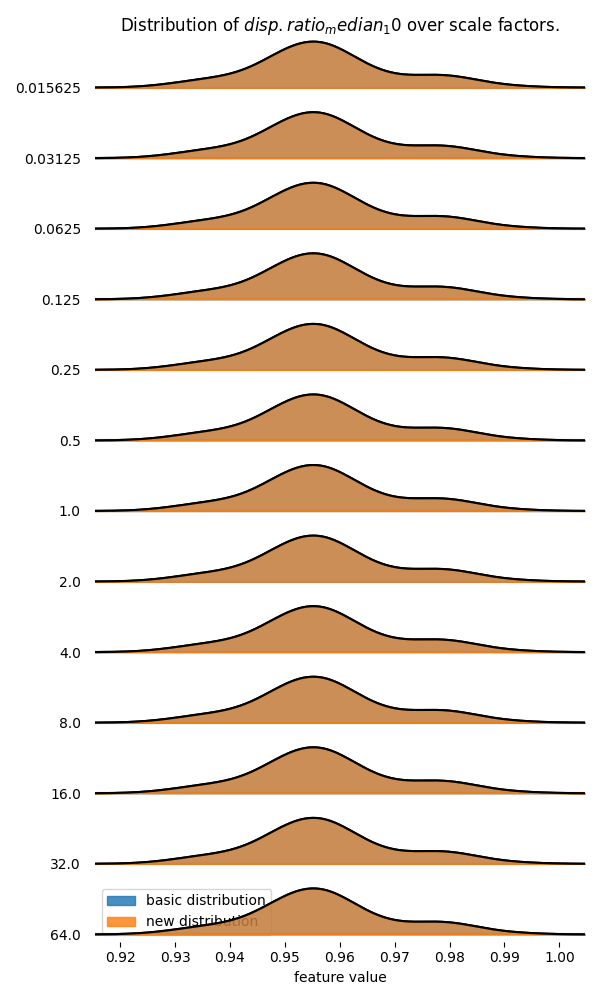 Distribution of disp. ratio_median_10 over scale factors.
0.015625
0.03125
0.0625
0.125
0.25
0.5
1.0
2.0
4.0
8.0
16.0
32.0
basic distribution
new distribution
64.0
0.92 0.93 0.94 0.95 0.96 0.97 0.98 0.99 1.00
feature value